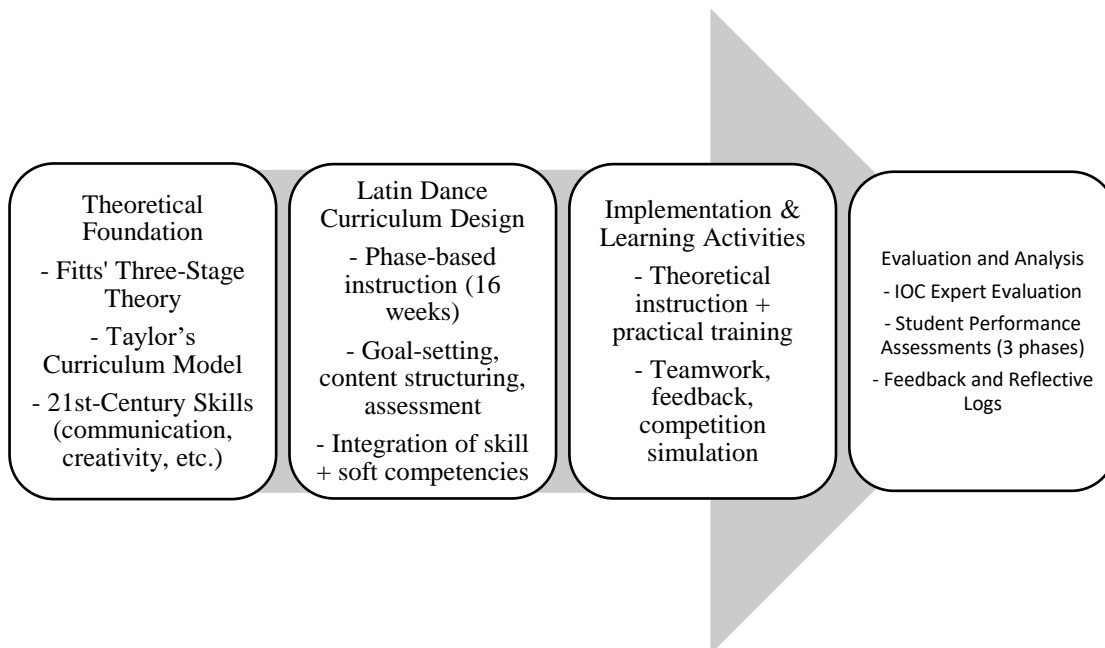 Theoretical
Foundation
- Fitts' Three-Stage
Theory
- Taylor’s
Curriculum Model
- 21st-Century Skills
(communication,
creativity, etc.)
Latin Dance
Curriculum Design
- Phase-based
instruction (16
weeks)
- Goal-setting,
content structuring,
assessment
- Integration of skill
+ soft competencies
Implementation &
Learning Activities
- Theoretical
instruction +
practical training
- Teamwork,
feedback,
competition
simulation
Evaluation and Analysis
- IOC Expert Evaluation
- Student Performance
Assessments (3 phases)
- Feedback and Reflective
Logs